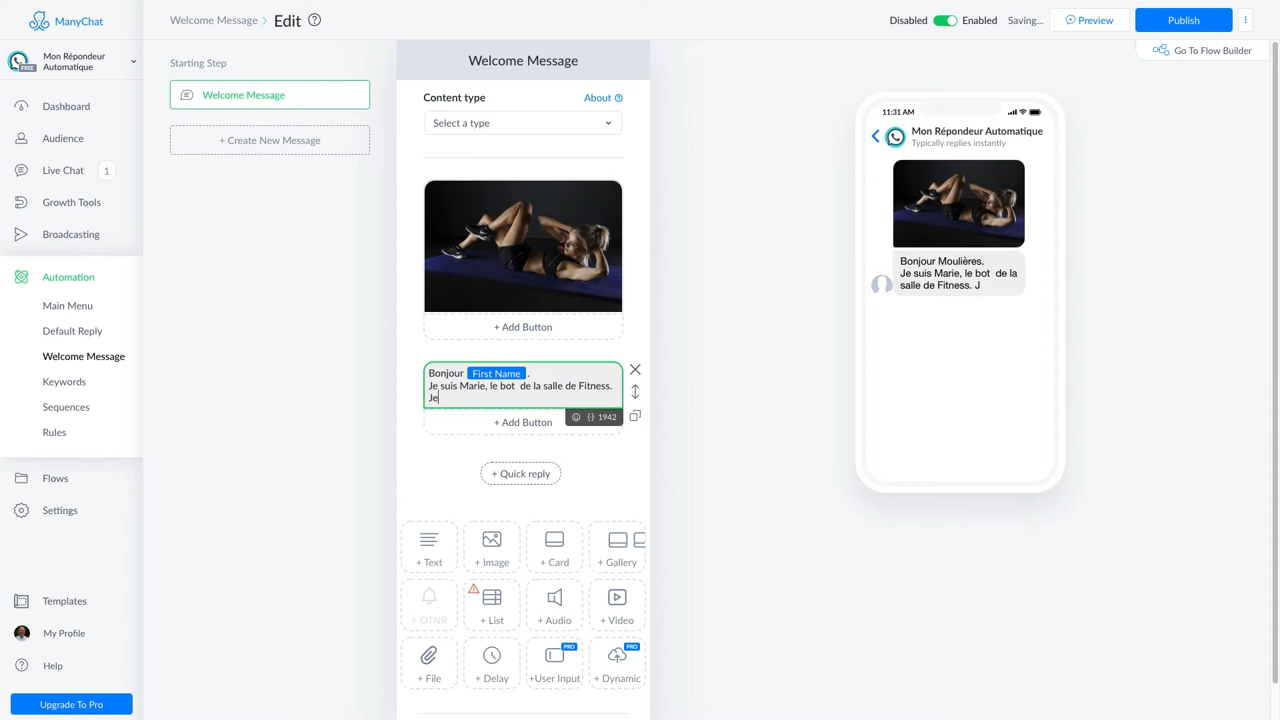 ManyChat
Welcome Message
Edit
Disabled
Enabled
Saving...
Preview
Publish
Go To Flow Builder
Mon Répondeur
Automatique
FREE
Dashboard
Audience
Live Chat
1
Growth Tools
Broadcasting
Automation
Main Menu
Default Reply
Welcome Message
Keywords
Sequences
Rules
Flows
Settings
Templates
My Profile
Help
Upgrade To Pro
Starting Step
Welcome Message
+ Create New Message
Welcome Message
Content type
About
Select a type
+ Add Button
Bonjour First Name .
Je suis Marie, le bot  de la salle de Fitness.
Je
{} 1942
+ Add Button
+ Quick reply
+ Text
+ Image
+ Card
+ Gallery
+ OTNR
+ List
+ Audio
+ Video
PRO
PRO
+ File
+ Delay
+User Input
+ Dynamic
11:31 AM
Mon Répondeur Automatique
Typically replies instantly
Bonjour Moulières.
Je suis Marie, le bot  de la
salle de Fitness. J